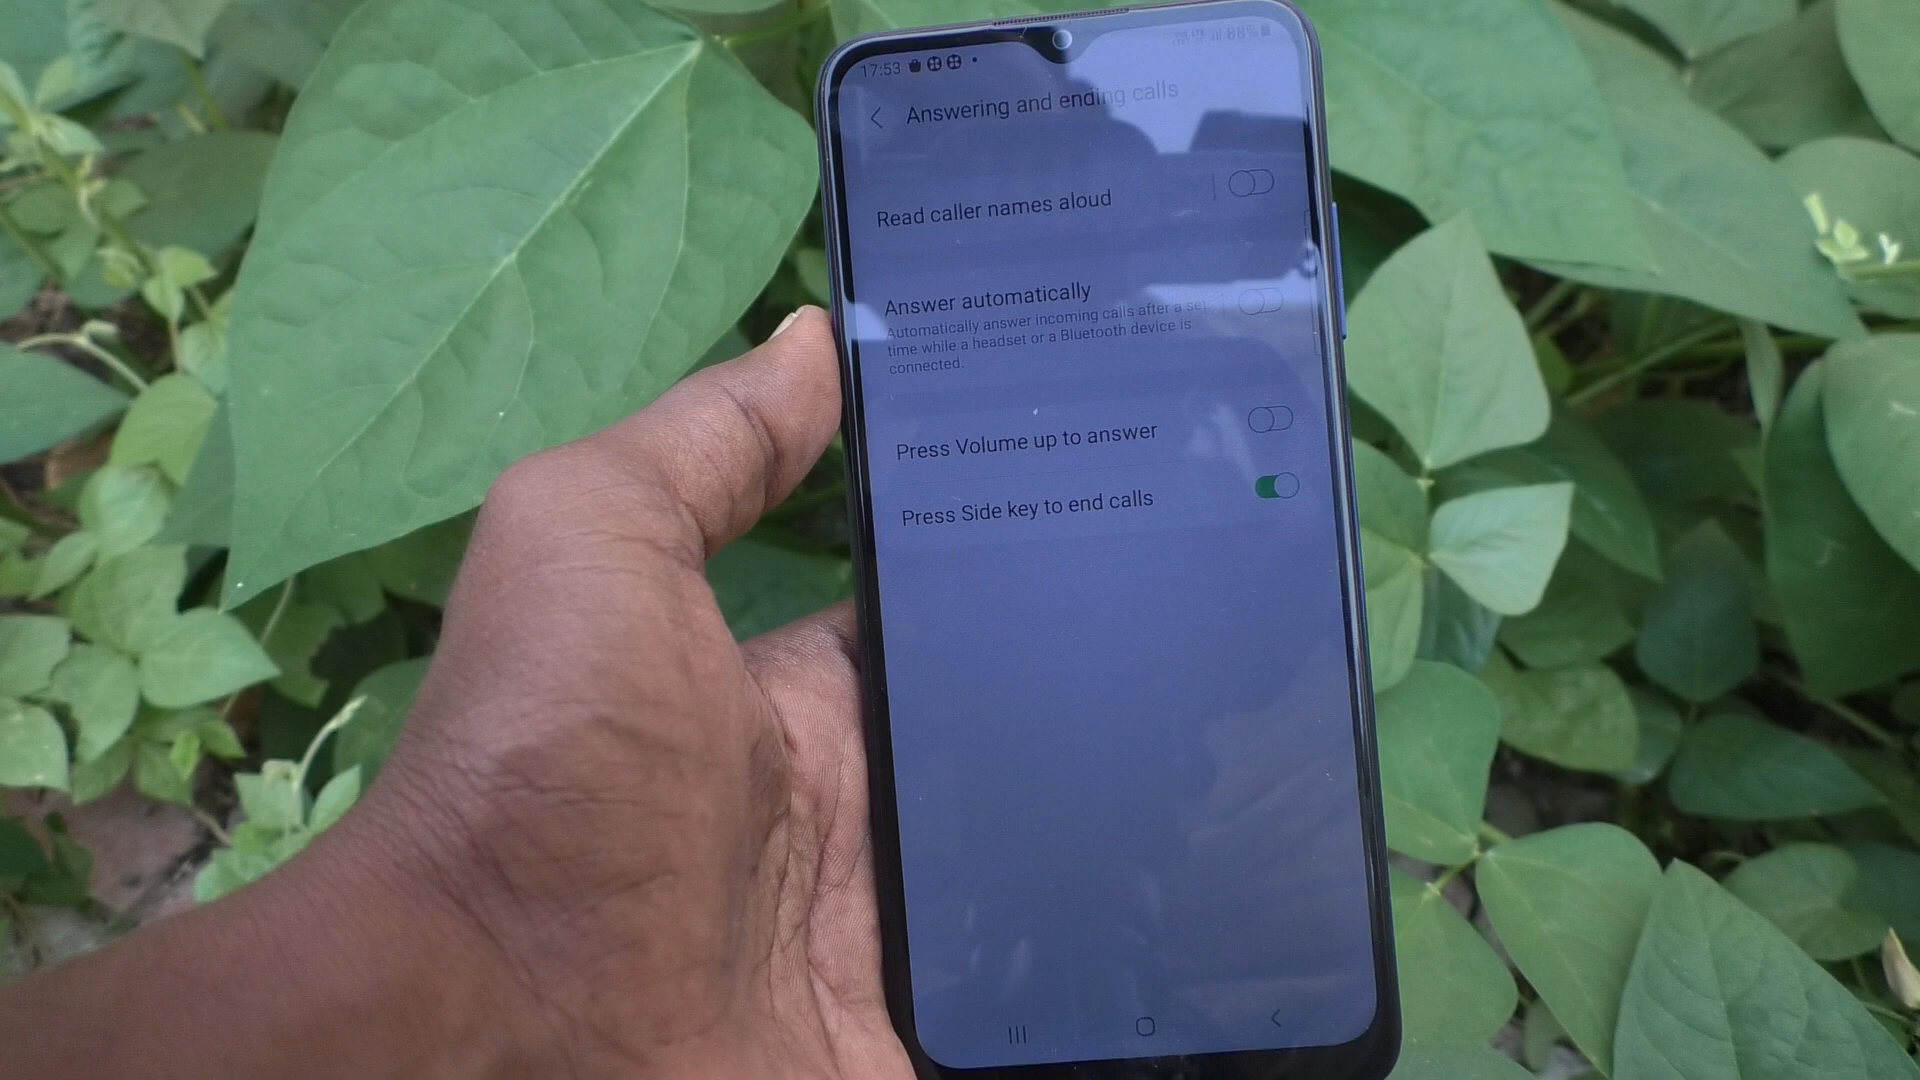 17:53
86%
Answering and ending calls
Read caller names aloud
Answer automatically
Automatically answer incoming calls after a set
time while a headset or a Bluetooth device is
connected.
Press Volume up to answer
Press Side key to end calls